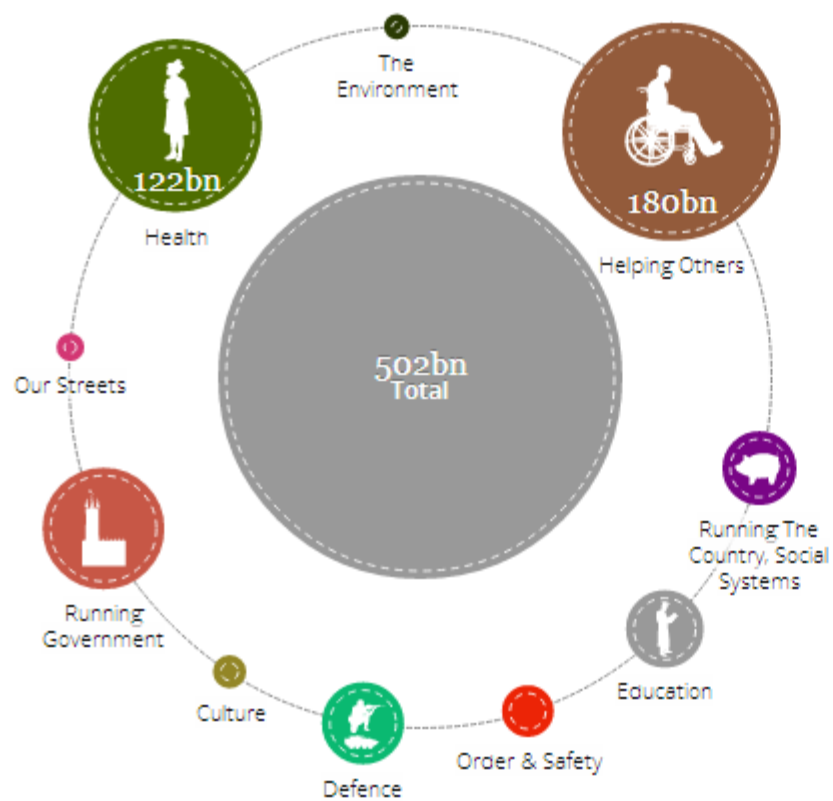 The
Environment
122bn
Health
180bn
Helping Others
502bn
Total
Our Streets
Running The
Country, Social
Systems
Running
Government
Education
Culture
Order & Safety
Defence